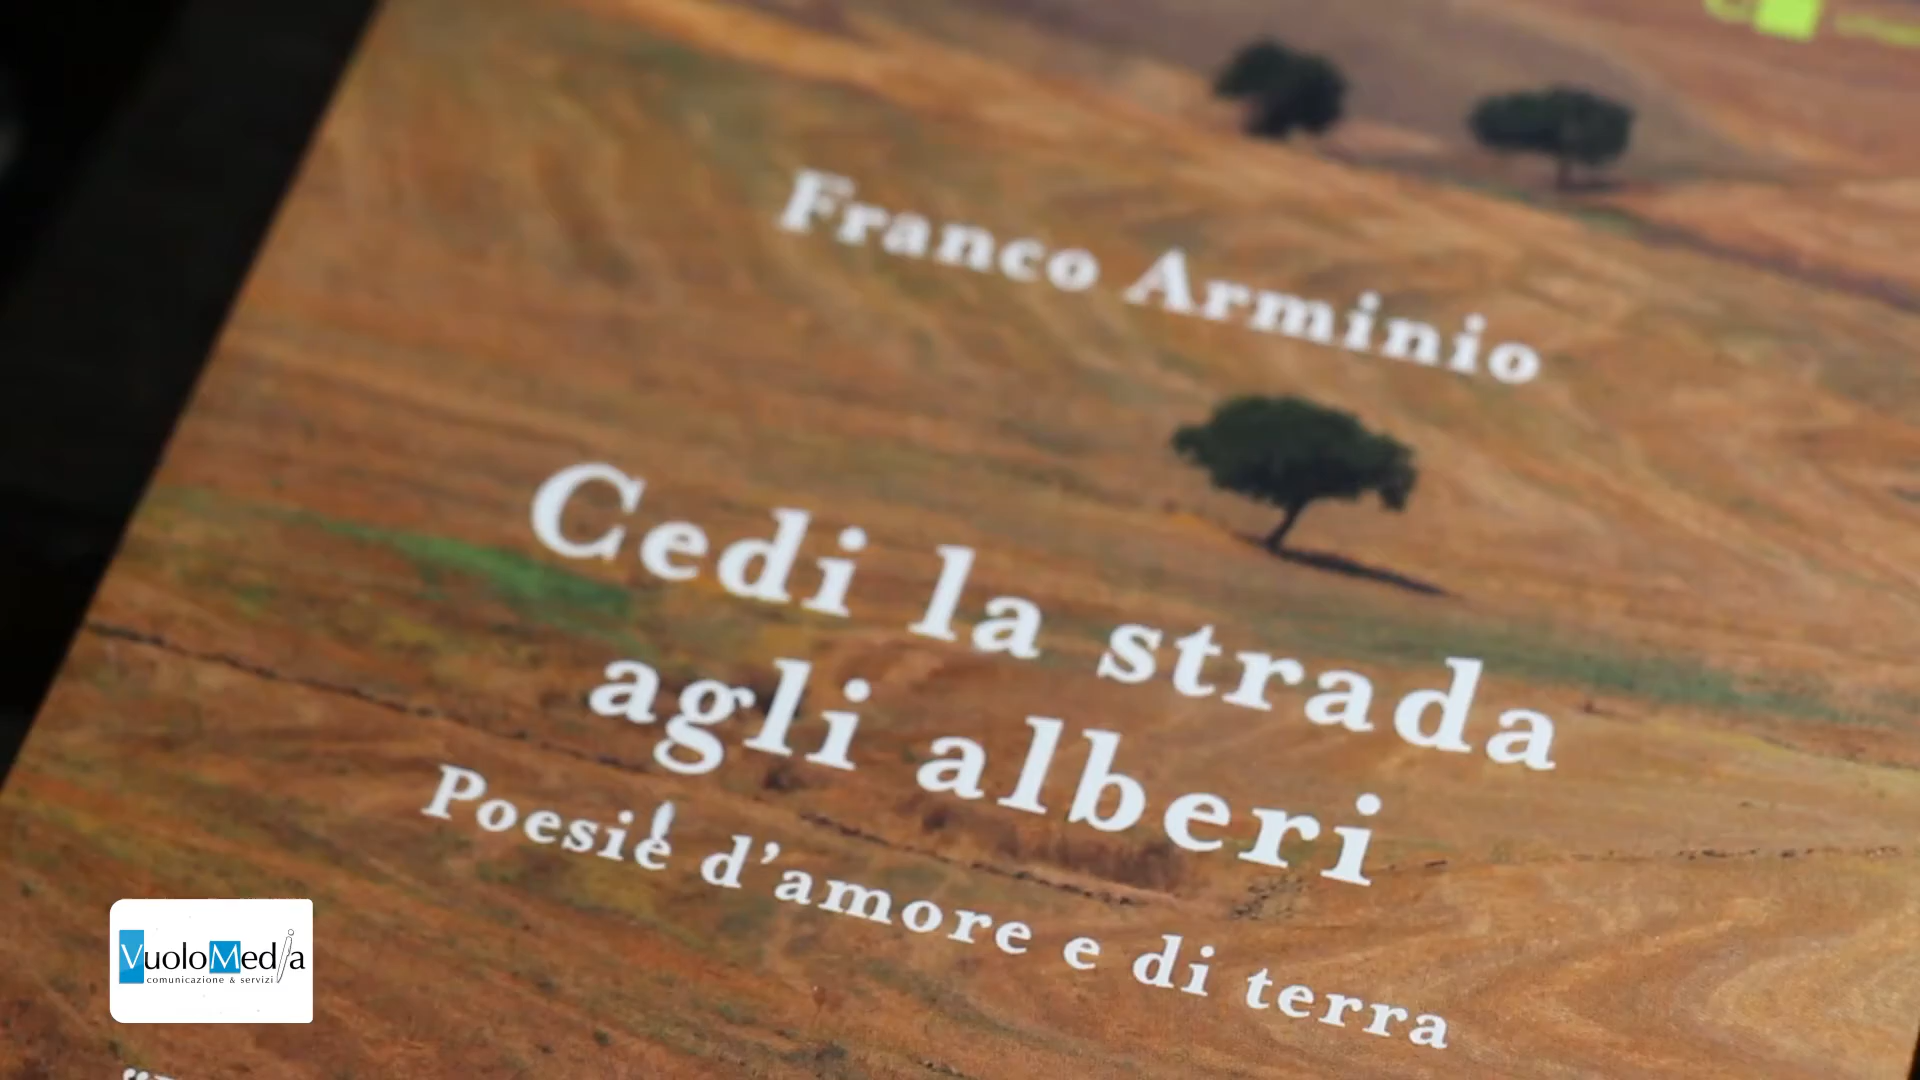 Franco Arminio
Cedi la strada
agli alberi
Poesie d'amore e di terra
VuoloMedia
comunicazione & servizi